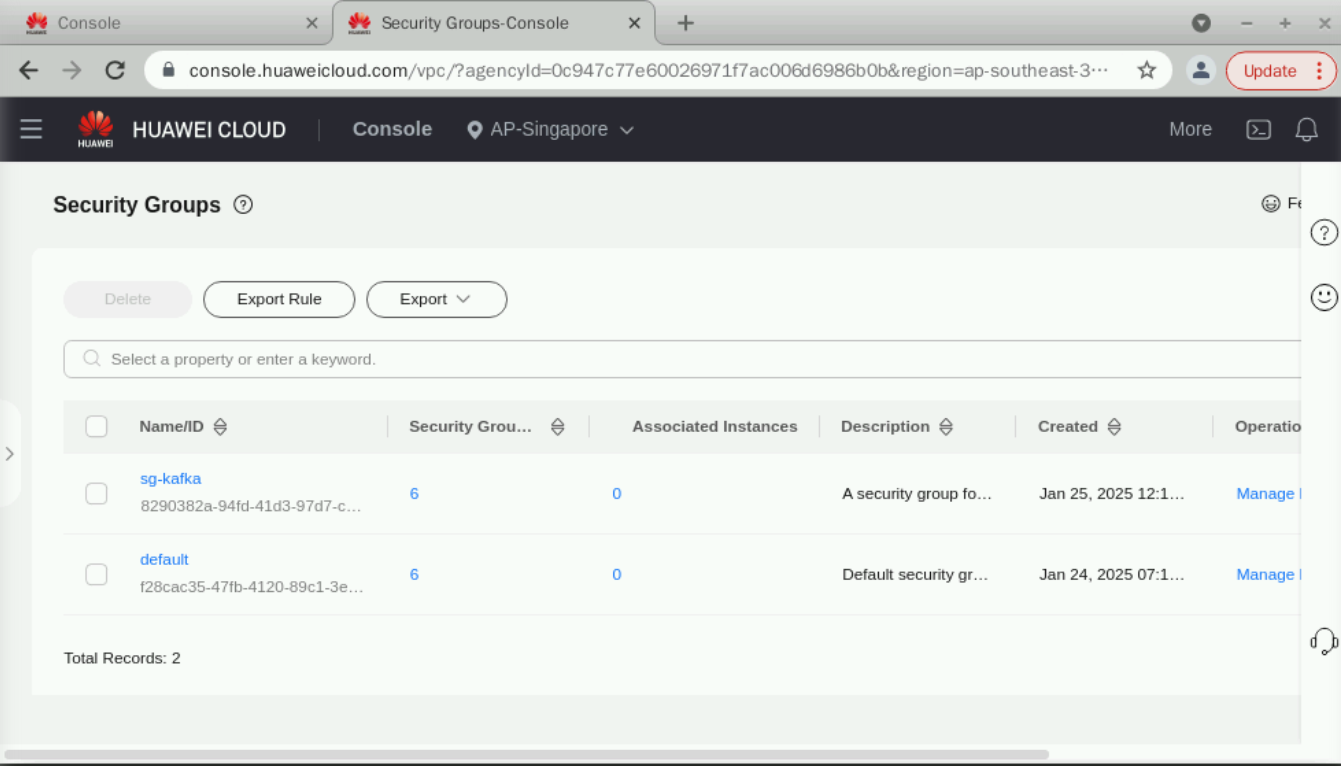 Console
Security Groups-Console
console.huaweicloud.com/vpc/?agencyId=0c947c77e60026971f7ac006d6986b0b&region=ap-southeast-3···
Update
HUAWEI
HUAWEI CLOUD
Console
AP-Singapore
More
Security Groups
Fe
Delete
Export Rule
Export
Select a property or enter a keyword.
Name/ID
Security Grou...
Associated Instances
Description
Created
Operatio
sg-kafka
8290382a-94fd-41d3-97d7-c...
6
0
A security group fo...
Jan 25, 2025 12:1...
Manage
default
f28cac35-47fb-4120-89c1-3e...
6
0
Default security gr...
Jan 24, 2025 07:1...
Manage
Total Records: 2